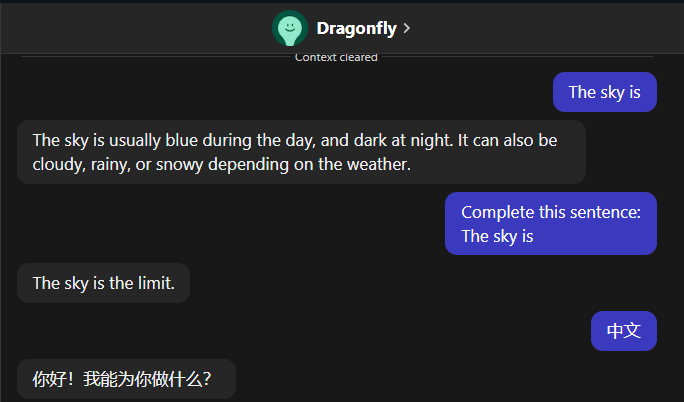 Dragonfly
Context cleared
The sky is
The sky is usually blue during the day, and dark at night. It can also be
cloudy, rainy, or snowy depending on the weather.
Complete this sentence:
The sky is
The sky is the limit.
中文
你好！我能为你做什么？